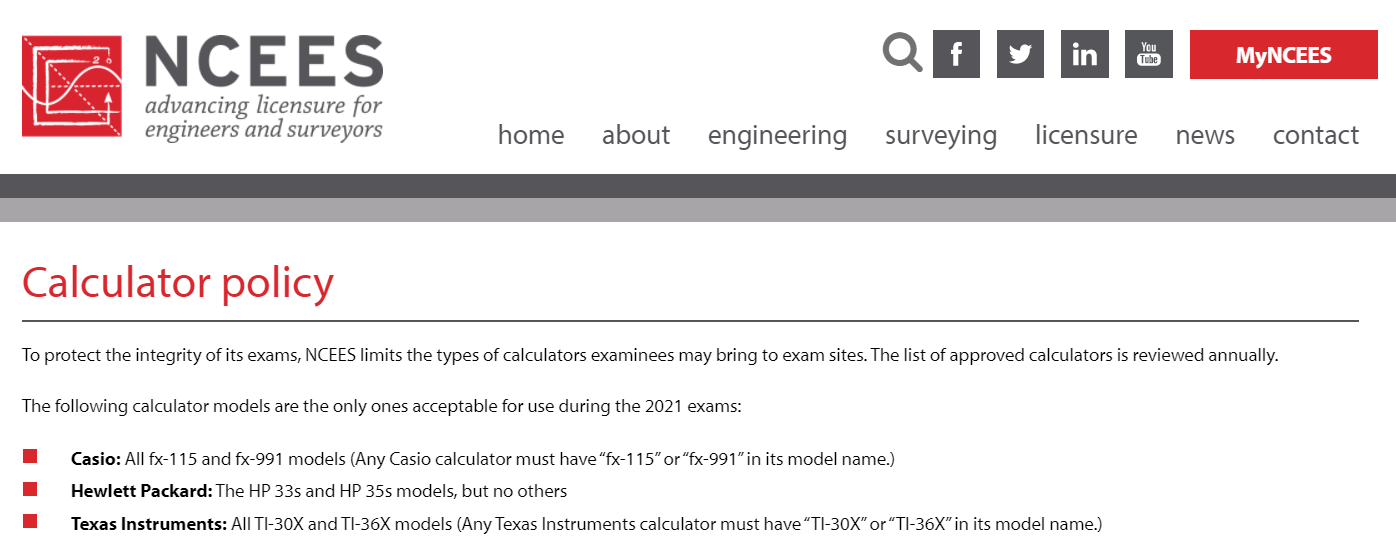 NCEES
advancing licensure for
engineers and surveyors
f
in
You
Tube
MyNCEES
home about engineering surveying licensure news contact
Calculator policy
To protect the integrity of its exams, NCEES limits the types of calculators examinees may bring to exam sites. The list of approved calculators is reviewed annually.
The following calculator models are the only ones acceptable for use during the 2021 exams:
Casio: All fx-115 and fx-991 models (Any Casio calculator must have “fx-115” or “fx-991” in its model name.)
Hewlett Packard: The HP 33s and HP 35s models, but no others
Texas Instruments: All TI-30X and TI-36X models (Any Texas Instruments calculator must have “TI-30X” or “TI-36X” in its model name.)